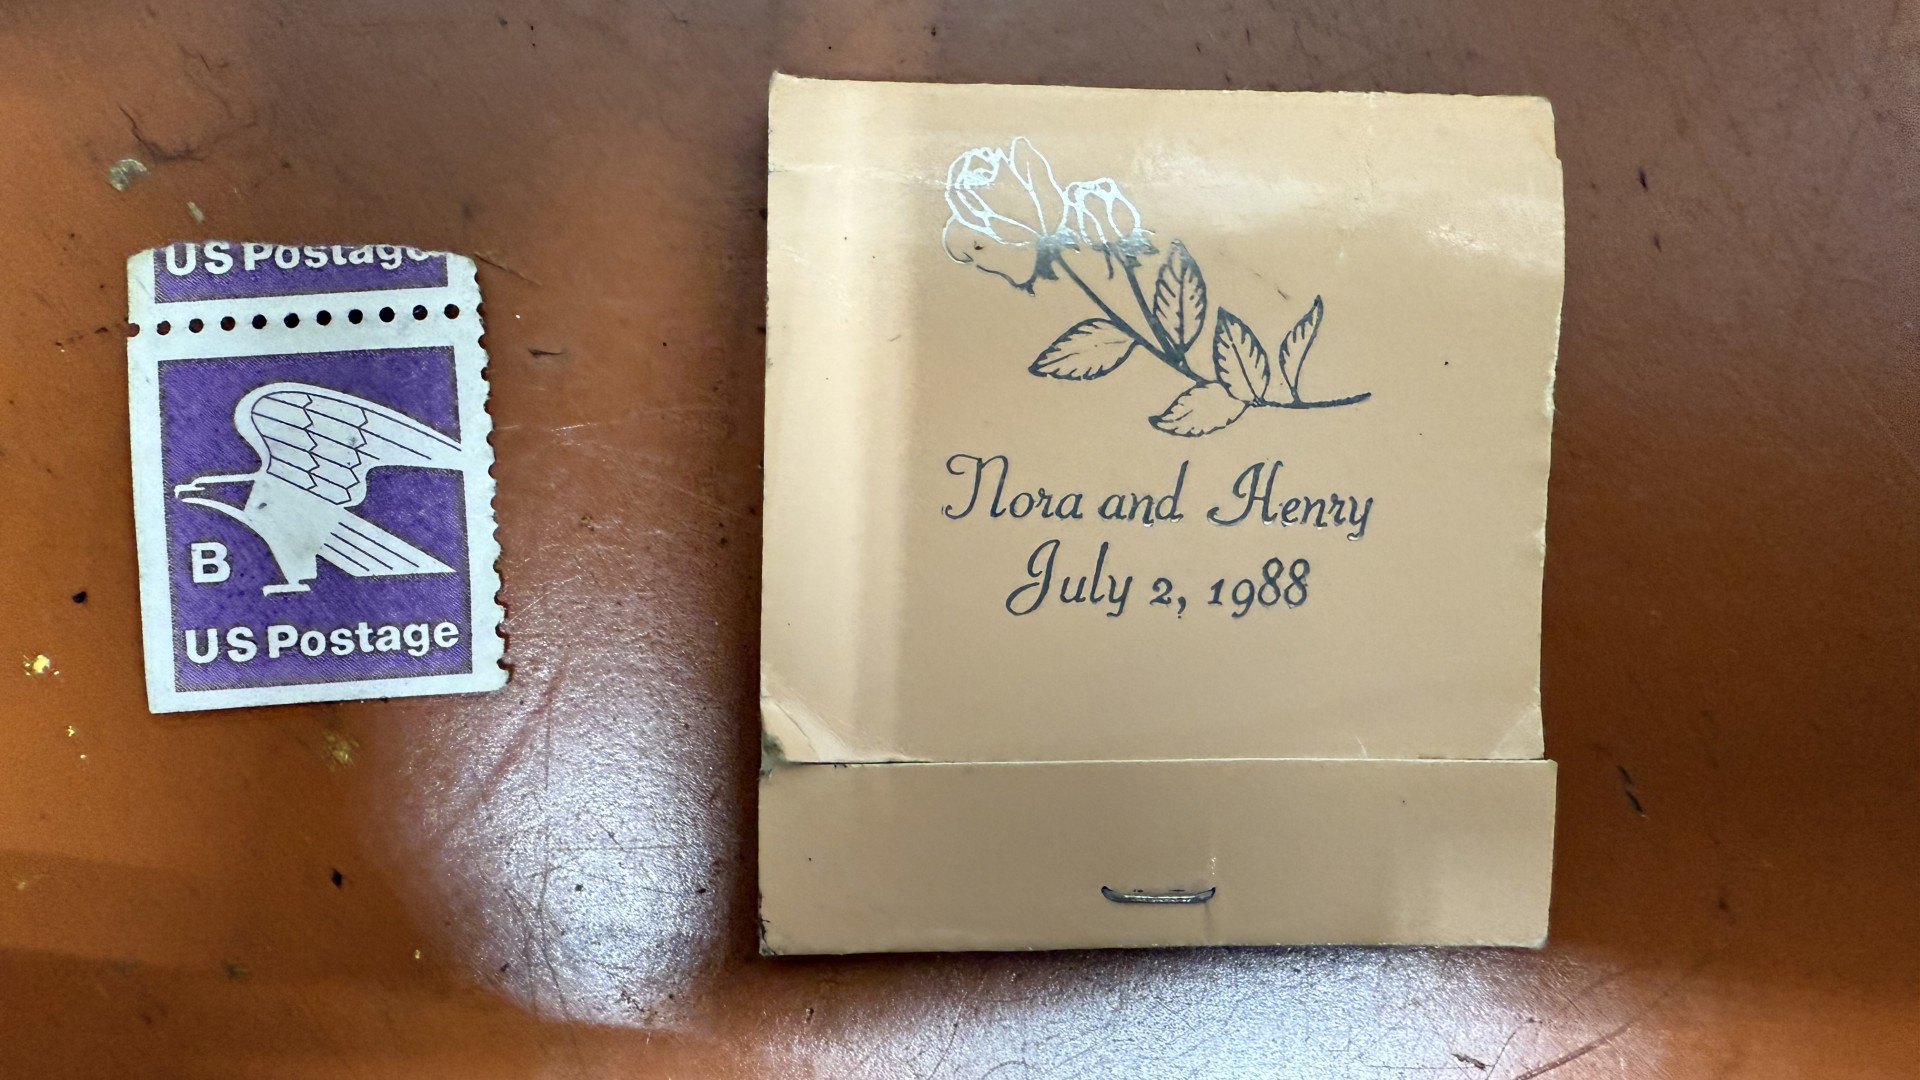 US Postage
B
US Postage
Nora and Henry
July 2, 1988